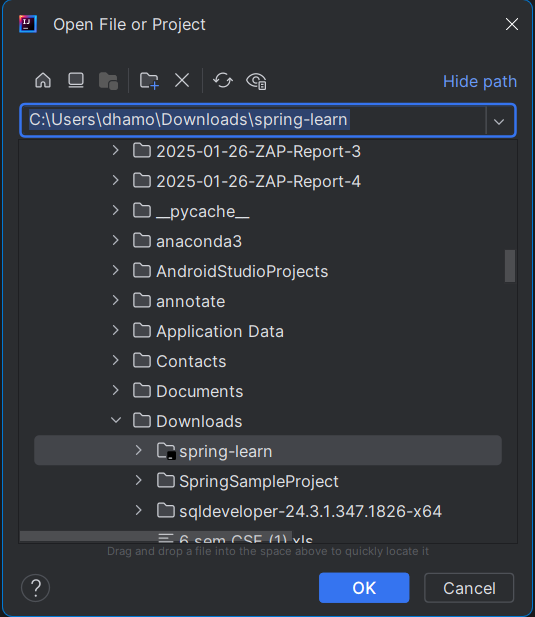 IJ
Open File or Project
Hide path
C:\Users\dhamo\Downloads\spring-learn
2025-01-26-ZAP-Report-3
2025-01-26-ZAP-Report-4
__pycache__
anaconda3
AndroidStudioProjects
annotate
Application Data
Contacts
Documents
Downloads
spring-learn
SpringSampleProject
sqldeveloper-24.3.1.347.1826-x64
6 sem CSE (1).xls
Drag and drop a file into the space above to quickly locate it
?
OK
Cancel